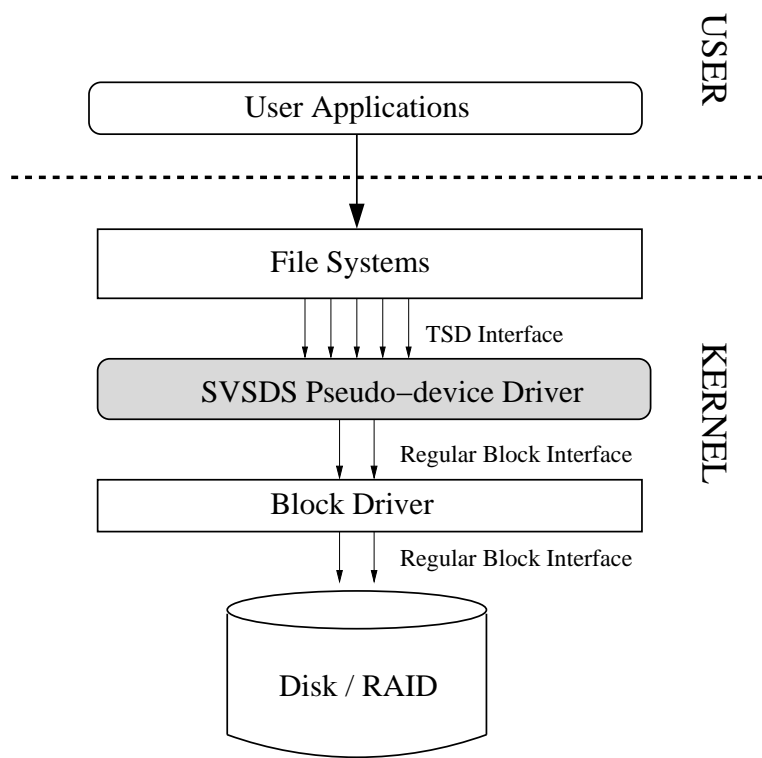 USER
User Applications
File Systems
TSD Interface
SVSDS Pseudo−device Driver
KERNEL
Regular Block Interface
Block Driver
Regular Block Interface
Disk / RAID